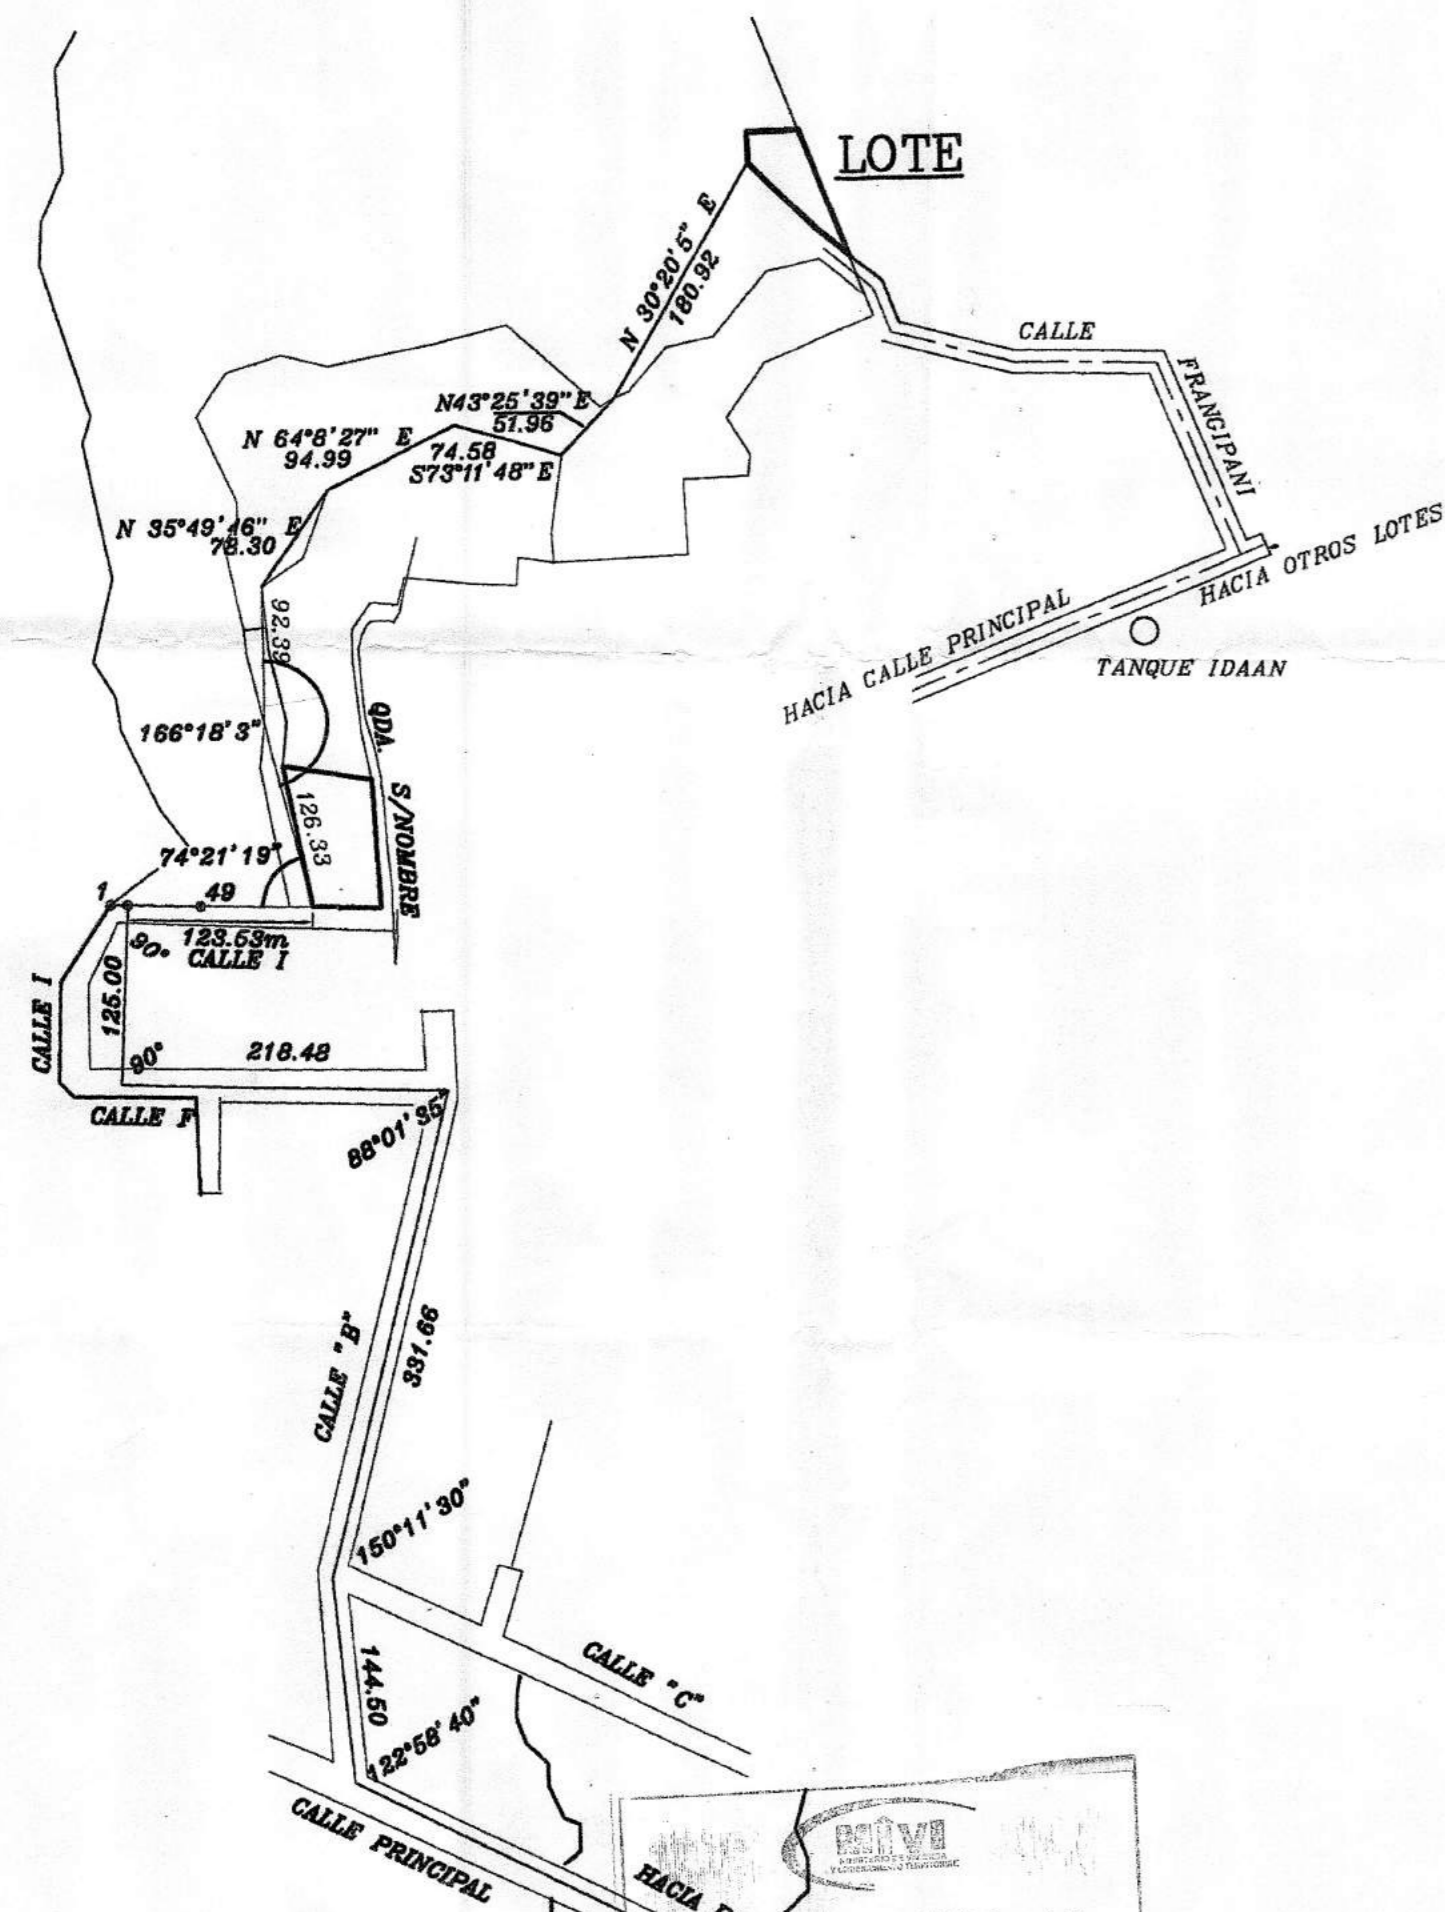 LOTE
N 30°20'5" E
180.92
CALLE
FRANGIPANI
N43°25'39" E
51.96
N 64°8'27" E
94.99
74.58
S73°11'48" E
N 35°49'46" E
78.30
HACIA OTROS LOTES
HACIA CALLE PRINCIPAL
TANQUE IDAAN
92.39
166°18'3"
QDA. S/NOMBRE
126.33
74°21'19"
1
49
123.53m
90°
CALLE I
125.00
CALLE I
90°
218.48
CALLE F
88°01'35"
CALLE "B"
331.66
150°11'30"
CALLE "C"
144.50
122°58'40"
CALLE PRINCIPAL
HACIA
MIVI